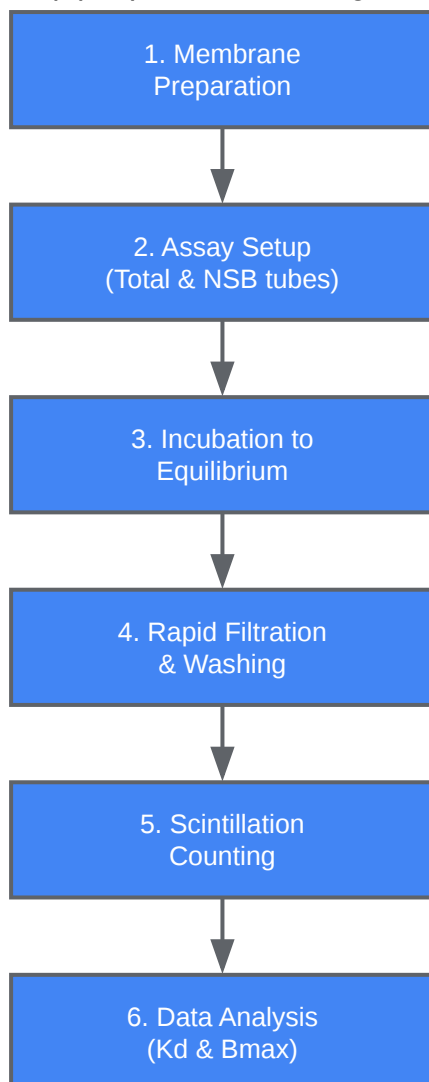 1. Membrane
Preparation
2. Assay Setup
(Total & NSB tubes)
3. Incubation to
Equilibrium
4. Rapid Filtration
& Washing
5. Scintillation
Counting
6. Data Analysis
(Kd & Bmax)